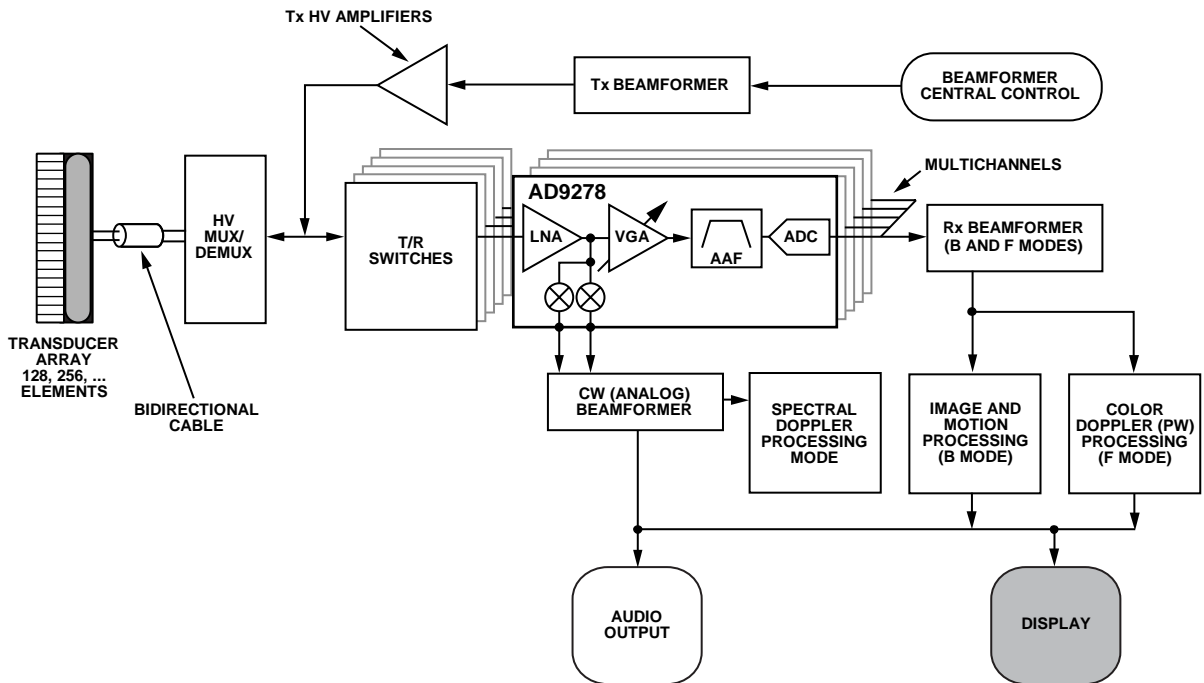 Tx HV AMPLIFIERS
Tx BEAMFORMER
BEAMFORMER
CENTRAL CONTROL
MULTICHANNELS
AD9278
HV
MUX/
DEMUX
T/R
SWITCHES
LNA
VGA
AAF
ADC
Rx BEAMFORMER
(B AND F MODES)
TRANSDUCER
ARRAY
128, 256, ...
ELEMENTS
BIDIRECTIONAL
CABLE
CW (ANALOG)
BEAMFORMER
SPECTRAL
DOPPLER
PROCESSING
MODE
IMAGE AND
MOTION
PROCESSING
(B MODE)
COLOR
DOPPLER (PW)
PROCESSING
(F MODE)
AUDIO
OUTPUT
DISPLAY